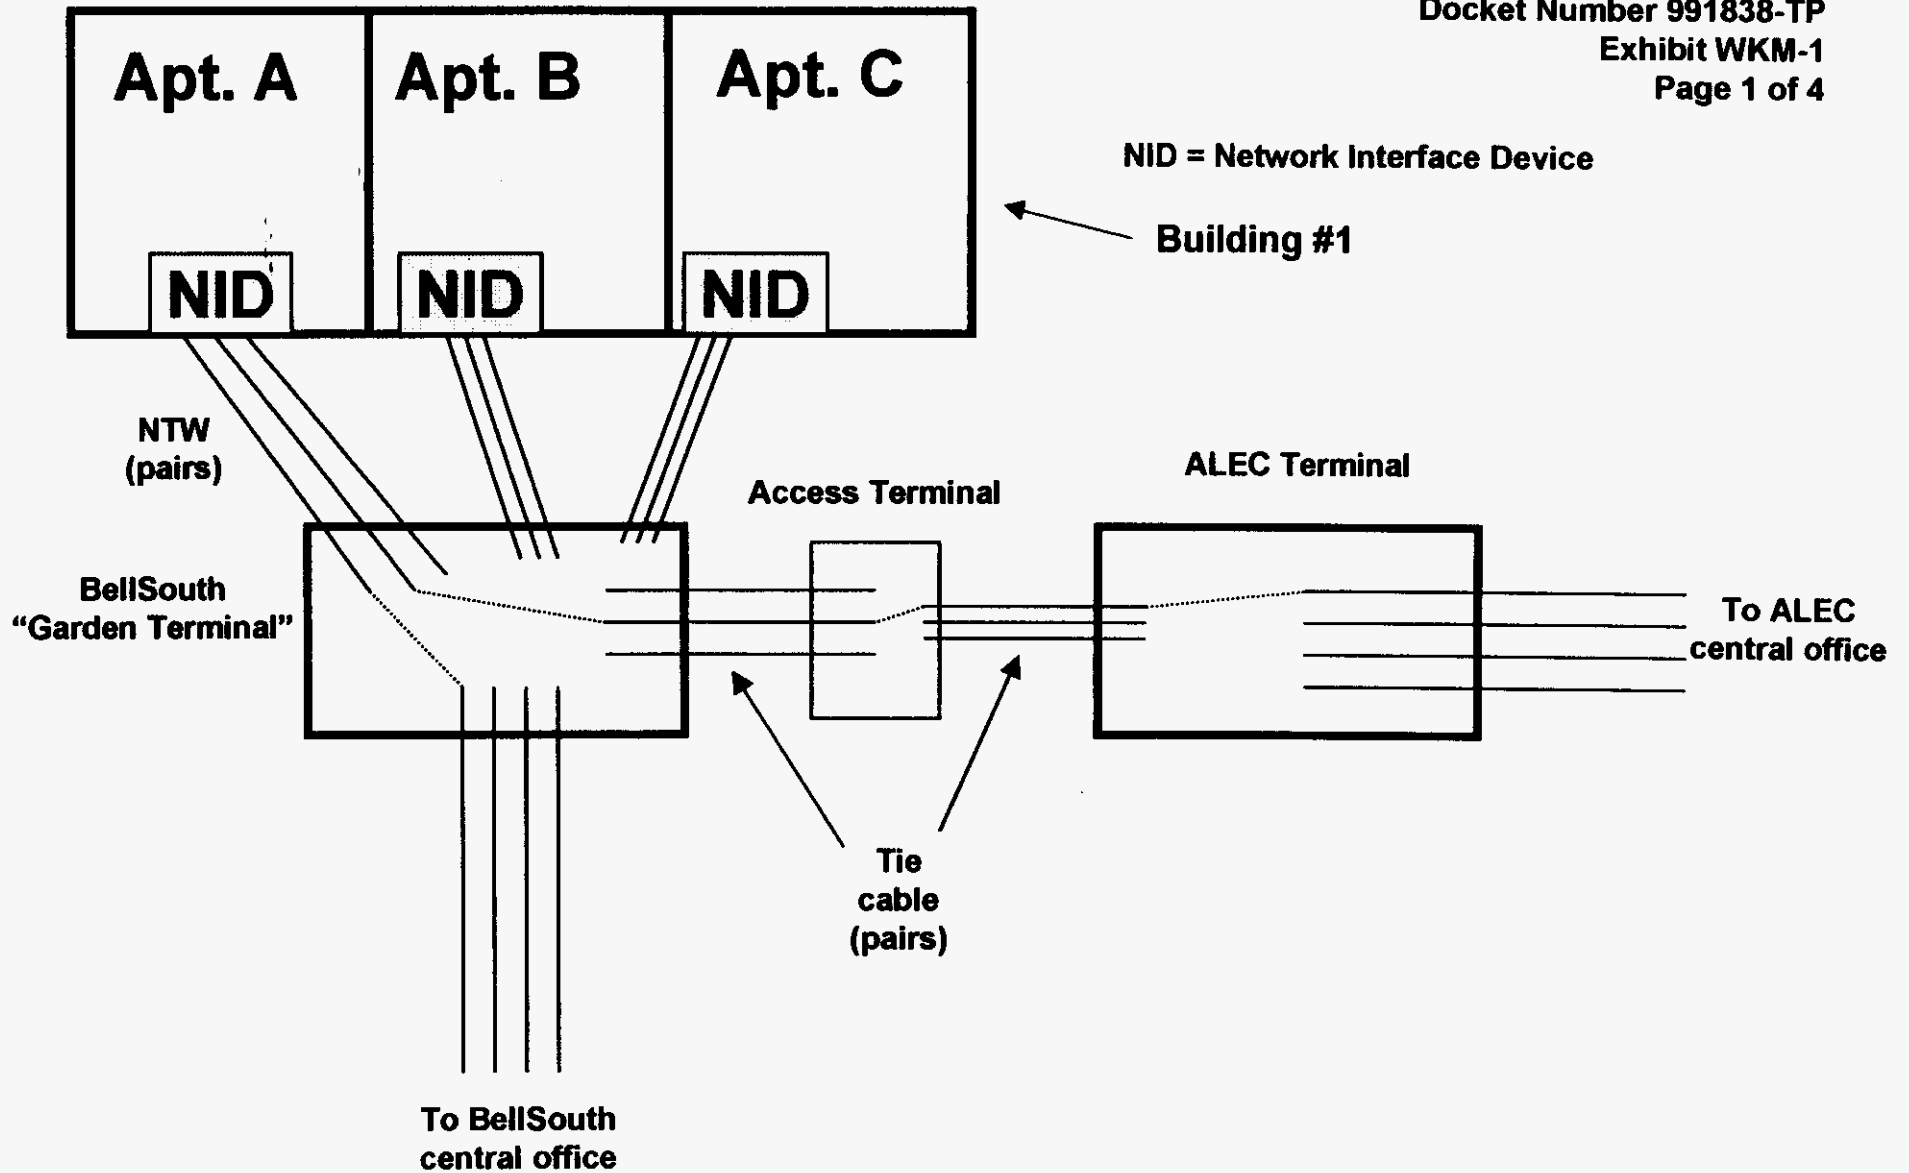 Docket Number 991838-TP
Exhibit WKM-1
Page 1 of 4
Apt. A
Apt. B
Apt. C
NID = Network Interface Device
Building #1
NID
NID
NID
NTW
(pairs)
Access Terminal
ALEC Terminal
BellSouth
“Garden Terminal”
To ALEC
central office
Tie
cable
(pairs)
To BellSouth
central office